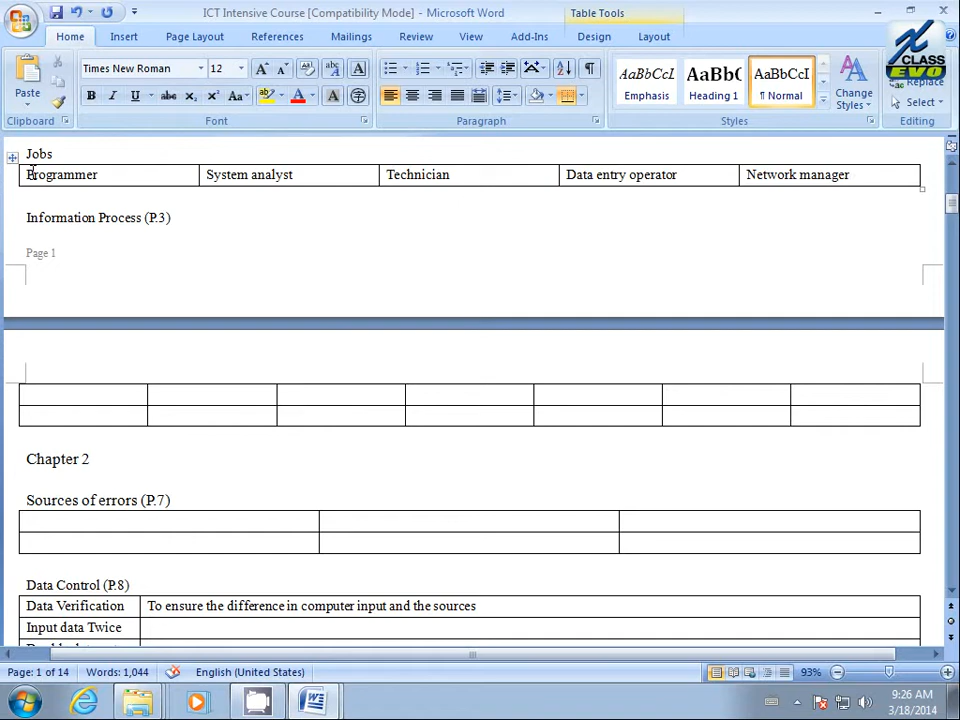 ICT Intensive Course [Compatibility Mode] - Microsoft Word
Table Tools
Home Insert Page Layout References Mailings Review View Add-Ins Design Layout
XCLASS
EVO
Times New Roman 12
AaBbCcI AaBbC AaBbCcI
Paste
Emphasis Heading 1 ¶ Normal
Change
Styles
Replace
Select
Clipboard Font Paragraph Styles Editing
Jobs
Programmer System analyst Technician Data entry operator Network manager
Information Process (P.3)
Page 1
Chapter 2
Sources of errors (P.7)
Data Control (P.8)
Data Verification To ensure the difference in computer input and the sources
Input data Twice
Page: 1 of 14 Words: 1,044 English (United States) 93%
9:26 AM
3/18/2014